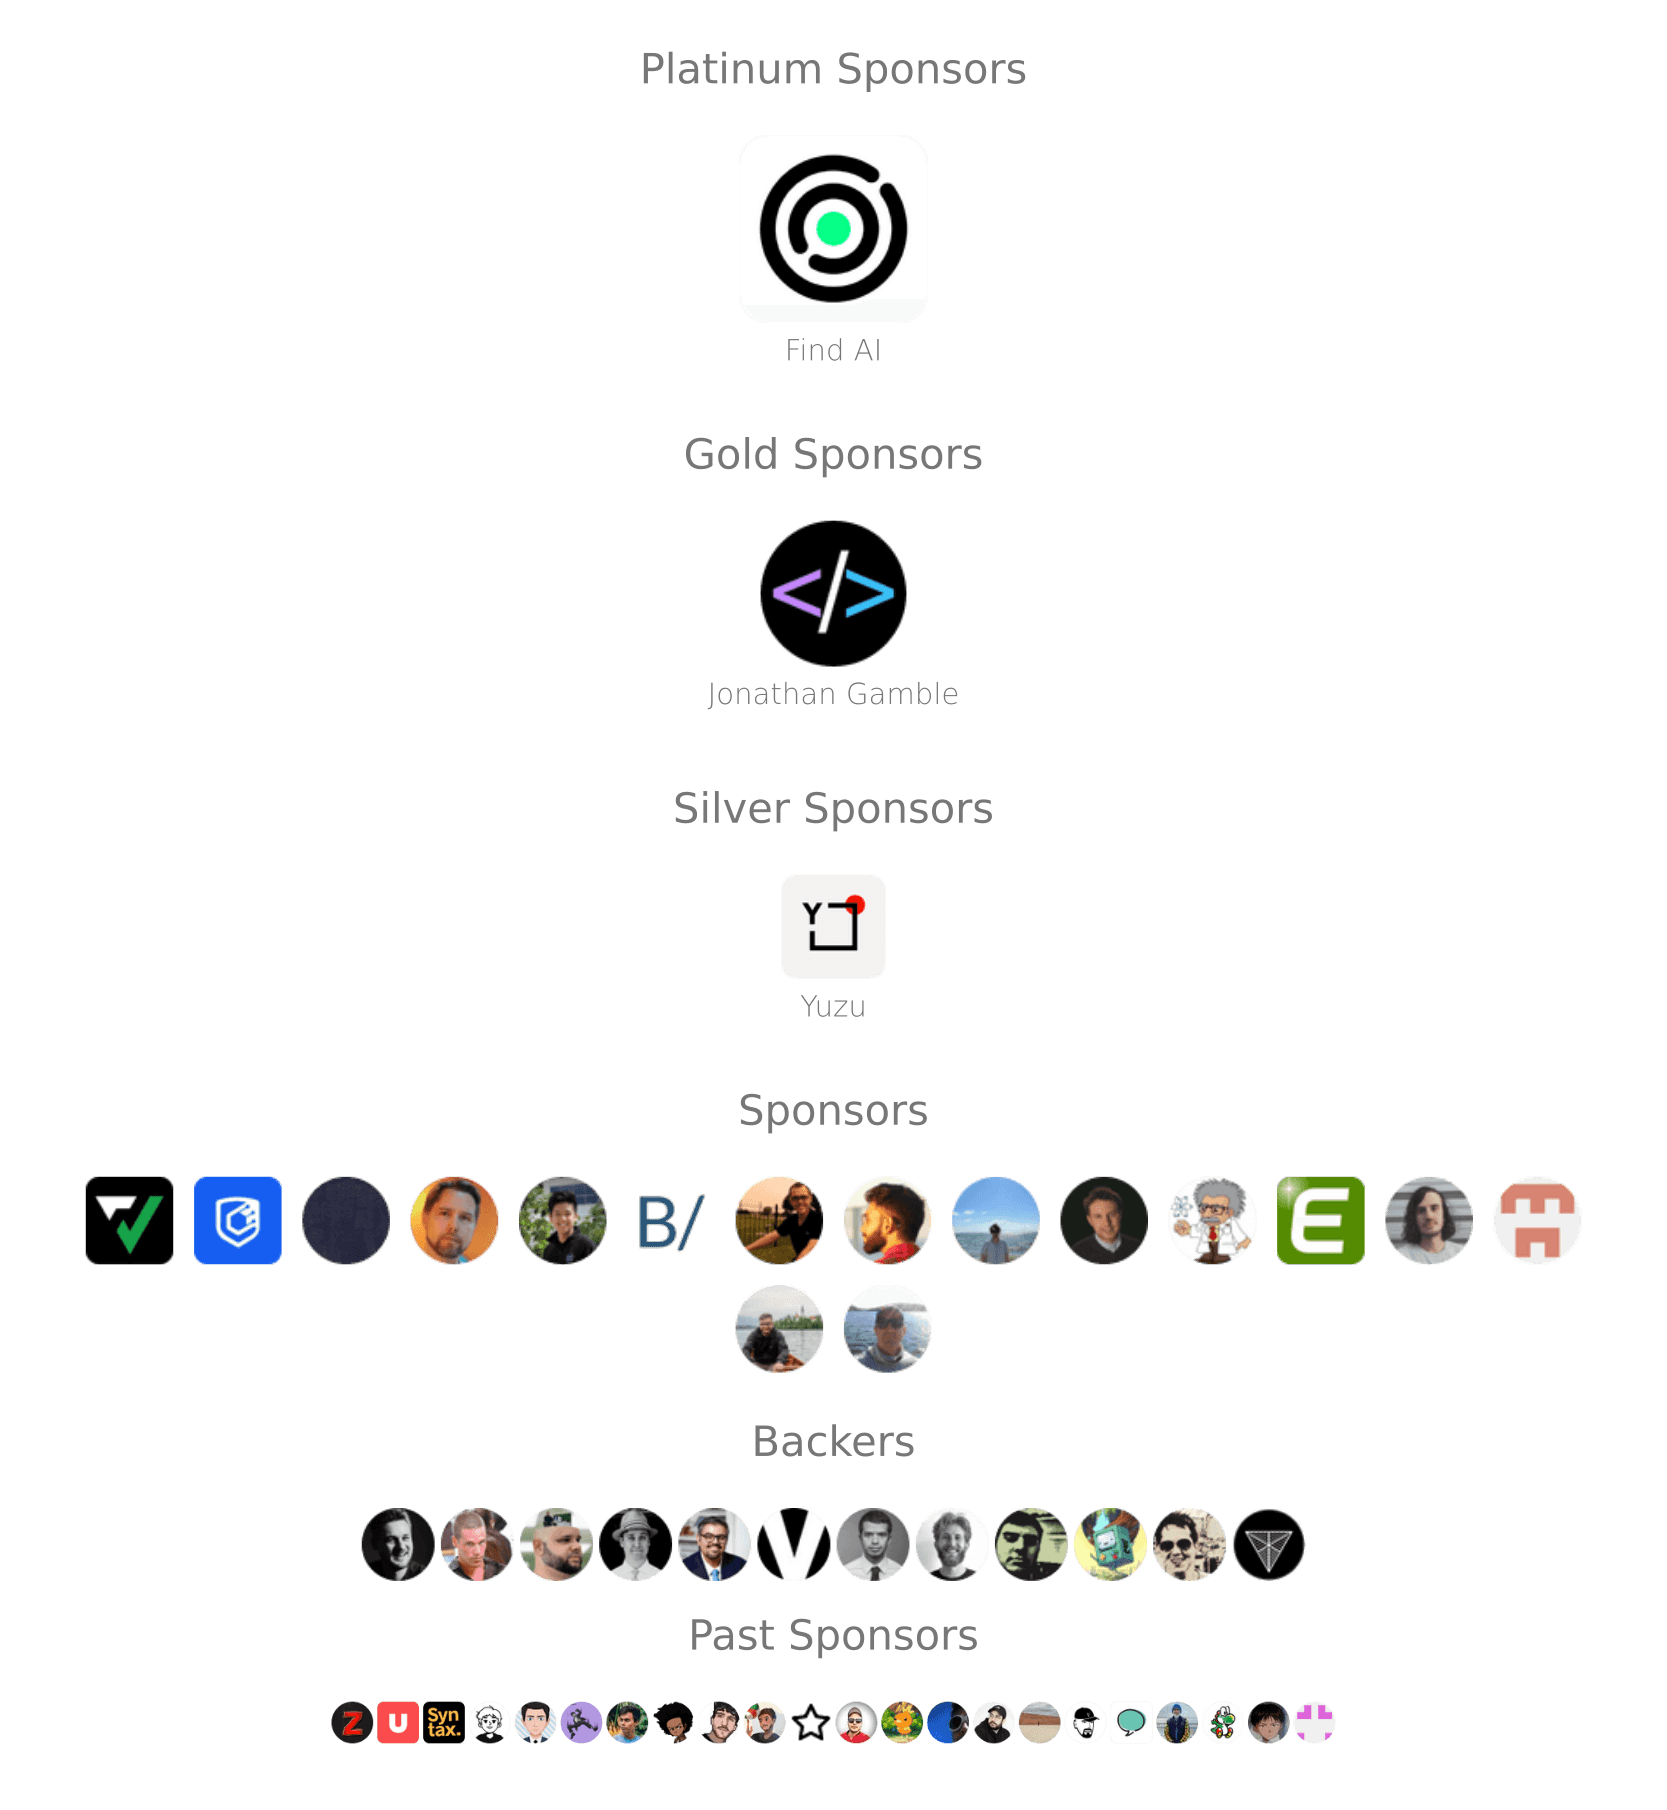 Platinum Sponsors
Find AI
Gold Sponsors
</>
Jonathan Gamble
Silver Sponsors
Y
Yuzu
Sponsors
B/
E
Backers
V
Past Sponsors
Z
U
Syn
tax.